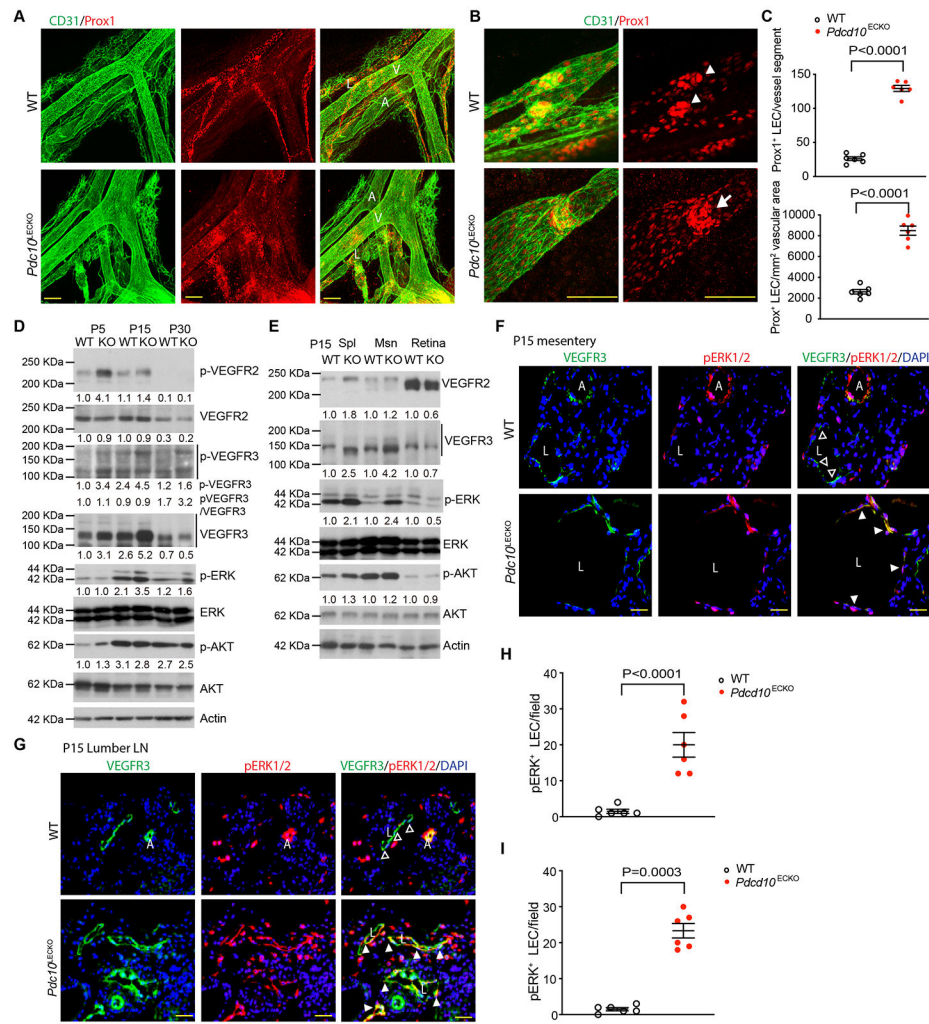 A
CD31/Prox1
WT
L
V
A
Pdc10LECKO
A
V
L
B
CD31/Prox1
C
WT
Pdcd10ECKO
P<0.0001
Prox1+ LEC/vessel segment
150
100
50
0
P<0.0001
Prox+ LEC/mm2 vascular area
10000
8000
6000
4000
2000
0
D
P5 P15 P30
WT KO WT KO WT KO
250 KDa
200
p-VEGFR2
1.0 4.1 1.1 1.4 0.1 0.1
250 KDa
200
VEGFR2
1.0 0.9 1.0 0.9 0.3 0.2
200 KDa
150
100
p-VEGFR3
1.0 3.4 2.4 4.5 1.2 1.6 p-VEGFR3
1.0 1.1 0.9 0.9 1.7 3.2 pVEGFR3
/VEGFR3
200 KDa
150
100
VEGFR3
1.0 3.1 2.6 5.2 0.7 0.5
44 KDa
42 KDa
p-ERK
1.0 1.0 2.1 3.5 1.2 1.6
44 KDa
42 KDa
ERK
62 KDa
p-AKT
1.0 1.3 3.1 2.8 2.7 2.5
62 KDa
AKT
42 KDa
Actin
E
P15 Spl Msn Retina
WT KO WT KO WT KO
250 KDa
200
VEGFR2
1.0 1.8 1.0 1.2 1.0 0.6
200 KDa
150
100
VEGFR3
1.0 2.5 1.0 4.2 1.0 0.7
44 KDa
42 KDa
p-ERK
1.0 2.1 1.0 2.4 1.0 0.5
44 KDa
42 KDa
ERK
62 KDa
p-AKT
1.0 1.3 1.0 1.2 1.0 0.9
62 KDa
AKT
42 KDa
Actin
F
P15 mesentery
VEGFR3
pERK1/2
VEGFR3/pERK1/2/DAPI
WT
A
L
A
L
A
L
Pdc10LECKO
L
L
L
G
P15 Lumber LN
VEGFR3
pERK1/2
VEGFR3/pERK1/2/DAPI
WT
A
A
L
A
Pdc10LECKO
L
L
L
H
P<0.0001
WT
Pdcd10ECKO
pERK+ LEC/field
40
30
20
10
0
I
P=0.0003
WT
Pdcd10ECKO
pERK+ LEC/field
40
30
20
10
0